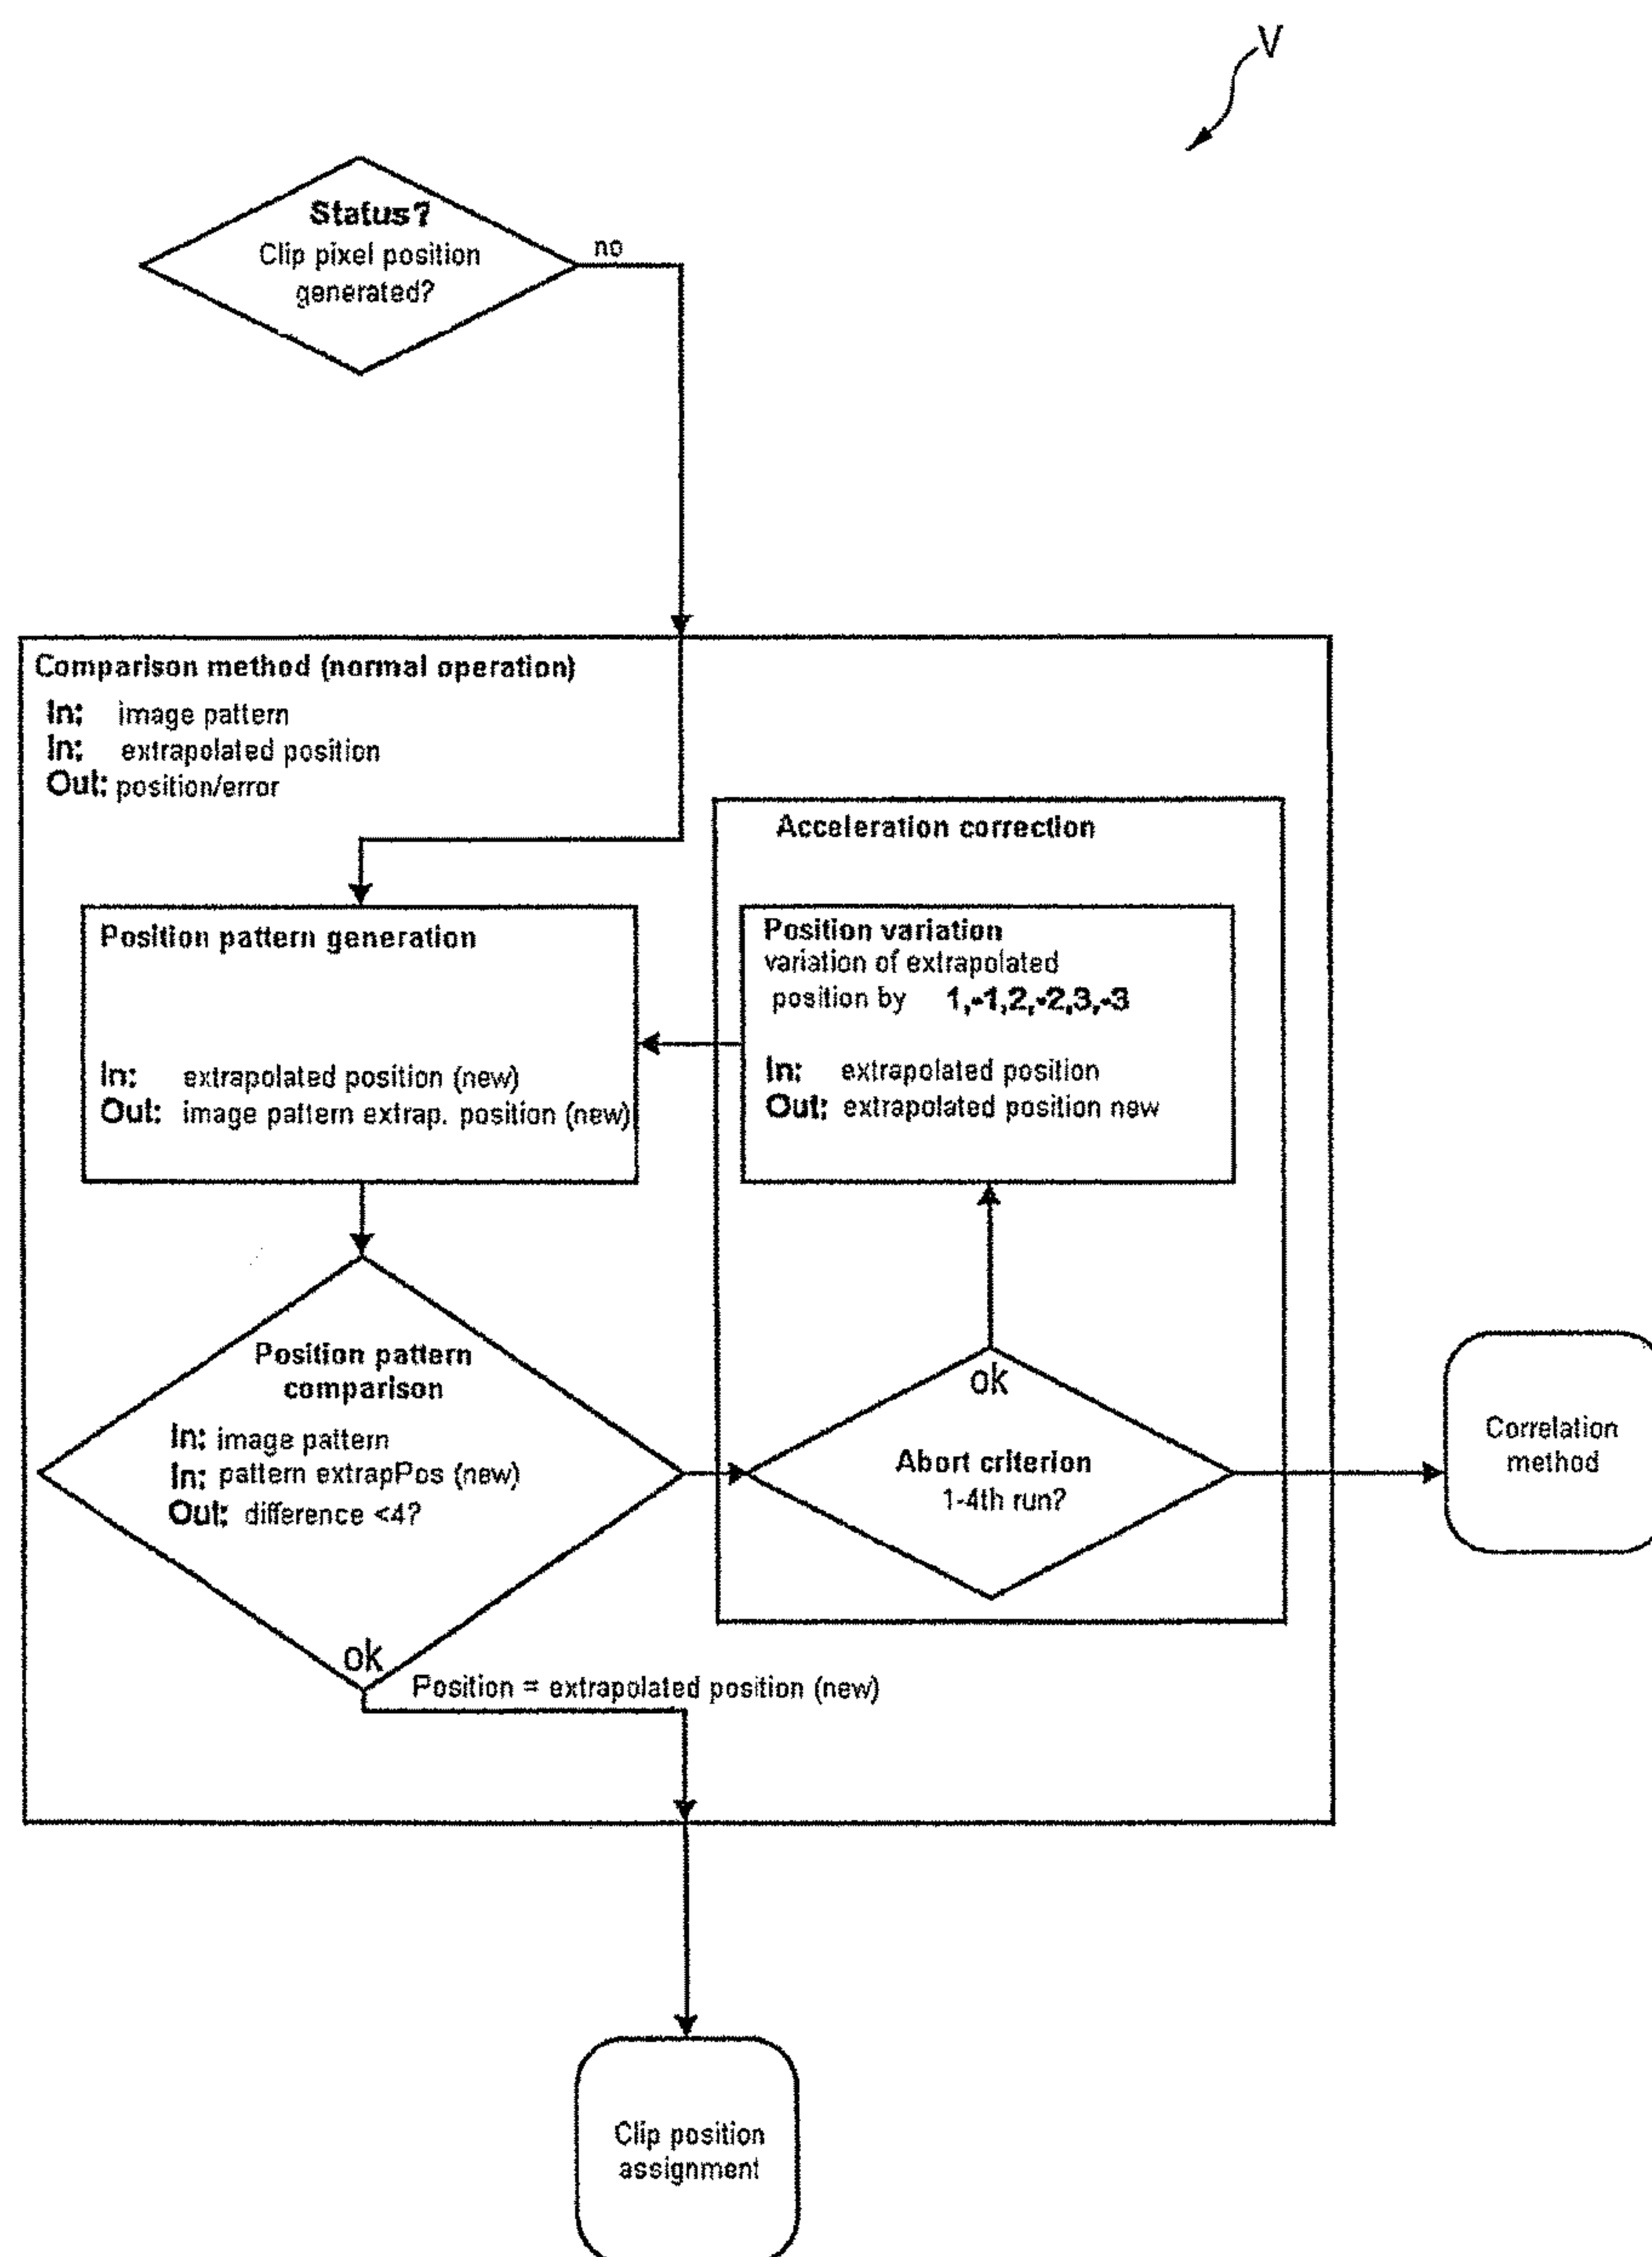 V
Status?
Clip pixel position
generated?
no
Comparison method (normal operation)
In: image pattern
In: extrapolated position
Out: position/error
Acceleration correction
Position pattern generation
In: extrapolated position (new)
Out: image pattern extrap. position (new)
Position variation
variation of extrapolated
position by 1,-1,2,-2,3,-3
In: extrapolated position
Out: extrapolated position new
Position pattern
comparison
In: image pattern
In: pattern extrapPos (new)
Out: difference <4?
ok
ok
Abort criterion
1-4th run?
Correlation
method
Position = extrapolated position (new)
Clip position
assignment